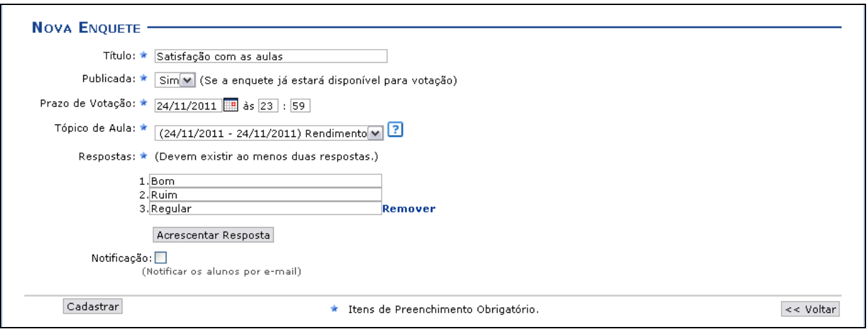 NOVA ENQUETE
Título: Satisfação com as aulas
Publicada: Sim (Se a enquete já estará disponível para votação)
Prazo de Votação: 24/11/2011 às 23 : 59
Tópico de Aula: (24/11/2011 - 24/11/2011) Rendimento ?
Respostas: (Devem existir ao menos duas respostas.)
1. Bom
2. Ruim
3. Regular Remover
Acrescentar Resposta
Notificação:
(Notificar os alunos por e-mail)
Cadastrar Itens de Preenchimento Obrigatório. << Voltar